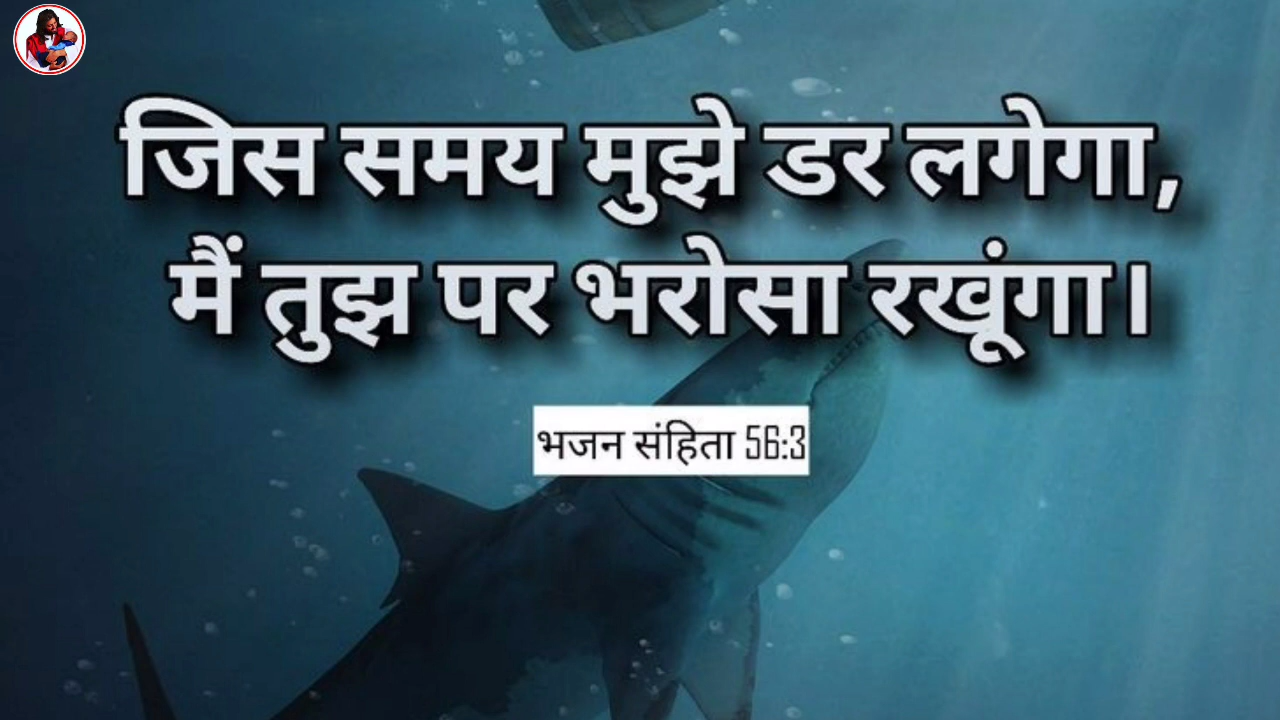 जिस समय मुझे डर लगेगा,
मैं तुझ पर भरोसा रखूंगा।
भजन संहिता 56:3